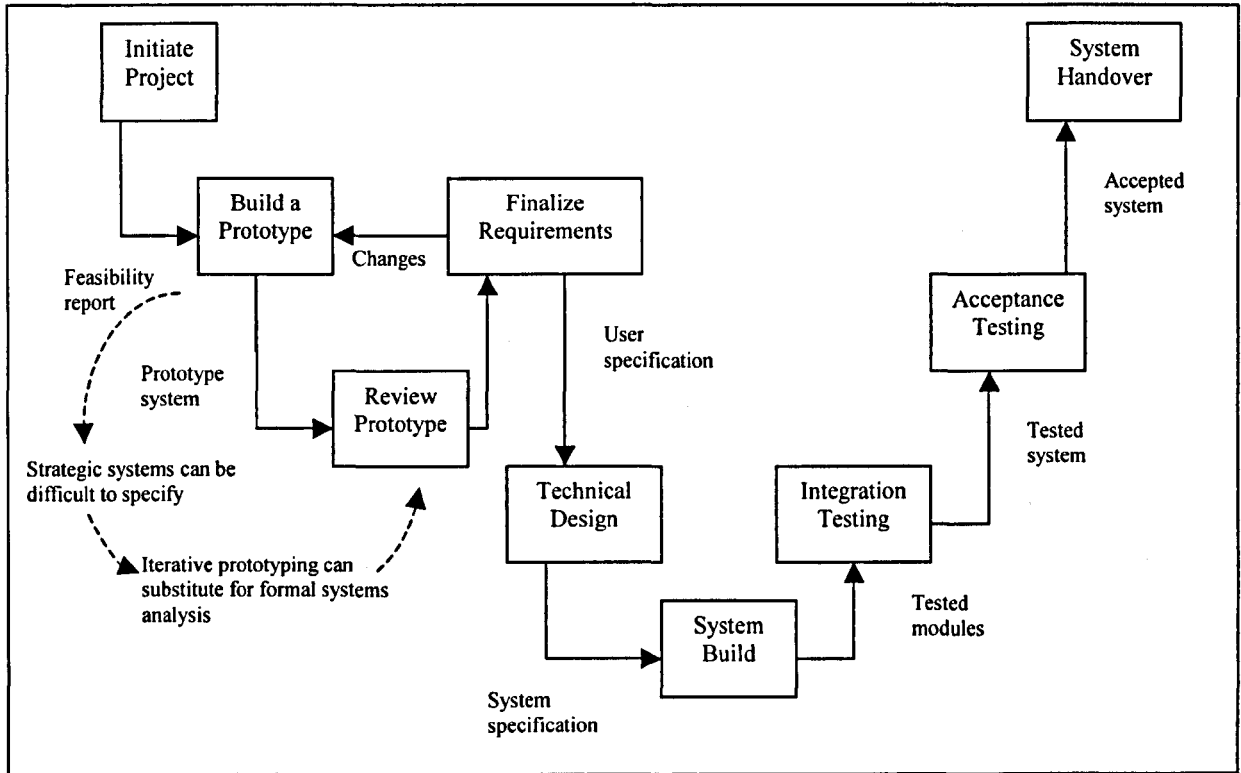 Initiate
Project
System
Handover
Build a
Prototype
Finalize
Requirements
Changes
Accepted
system
Feasibility
report
Acceptance
Testing
User
specification
Prototype
system
Review
Prototype
Tested
system
Strategic systems can be
difficult to specify
Technical
Design
Integration
Testing
Iterative prototyping can
substitute for formal systems
analysis
System
Build
Tested
modules
System
specification